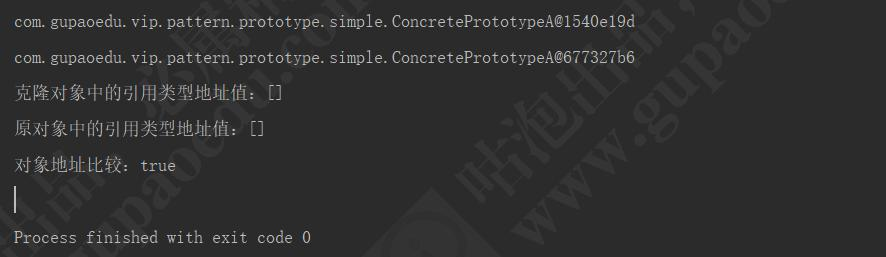 com.gupaoedu.vip.pattern.prototype.simple.ConcretePrototypeA@1540e19d
com.gupaoedu.vip.pattern.prototype.simple.ConcretePrototypeA@677327b6
克隆对象中的引用类型地址值：[]
原对象中的引用类型地址值：[]
对象地址比较：true
Process finished with exit code 0